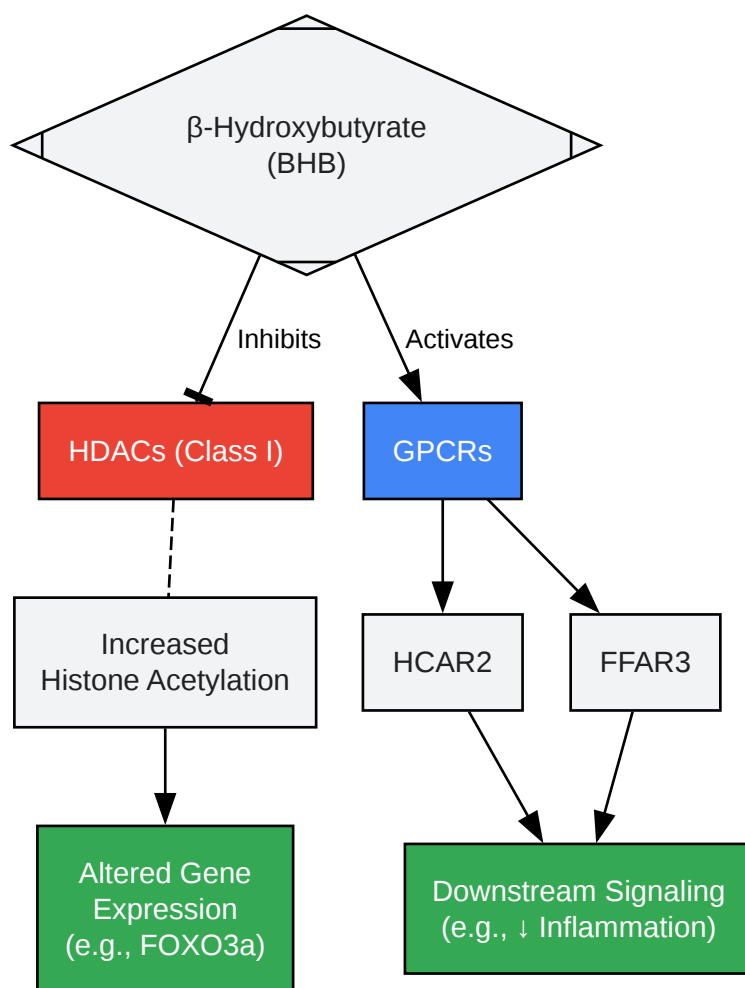 β-Hydroxybutyrate
(BHB)
Inhibits
Activates
HDACs (Class I)
GPCRs
Increased
Histone Acetylation
HCAR2
FFAR3
Altered Gene
Expression
(e.g., FOXO3a)
Downstream Signaling
(e.g., ↓ Inflammation)